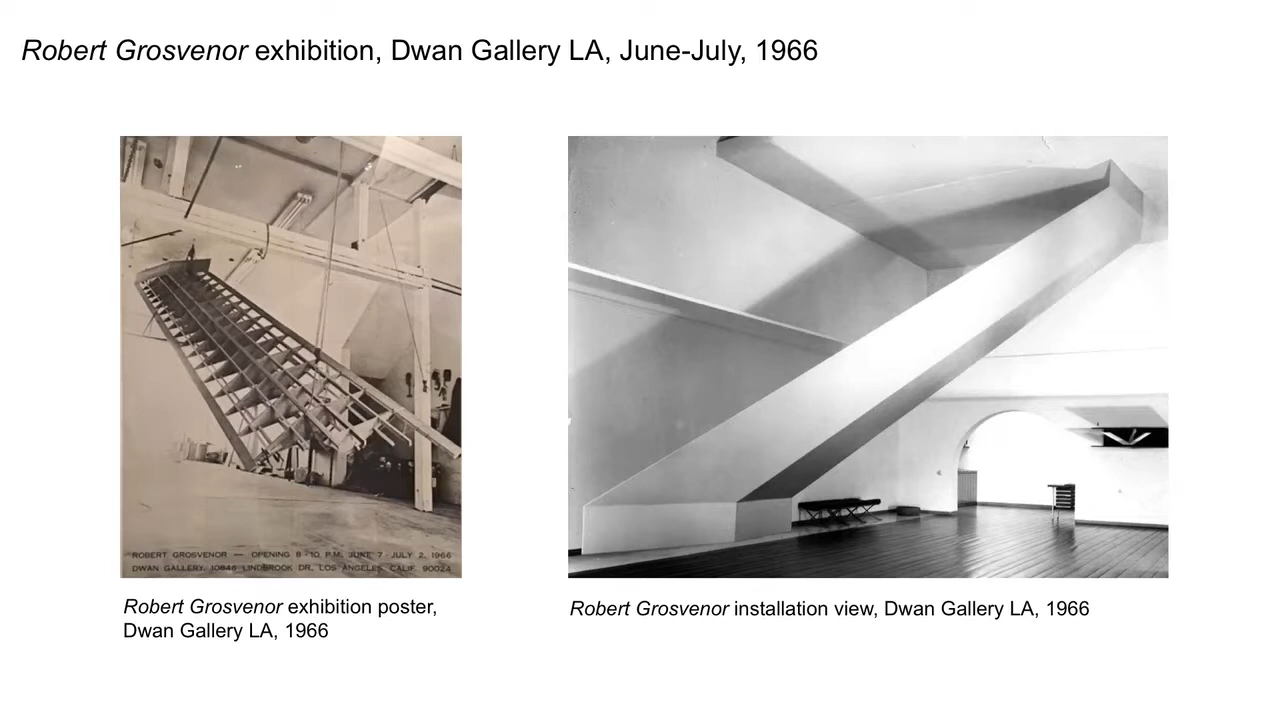 Robert Grosvenor exhibition, Dwan Gallery LA, June-July, 1966
ROBERT GROSVENOR — OPENING 8-10 P.M. JUNE 7 - JULY 2, 1966
DWAN GALLERY, 10846 LINDBROOK DR, LOS ANGELES, CALIF. 90024
Robert Grosvenor exhibition poster,
Dwan Gallery LA, 1966
Robert Grosvenor installation view, Dwan Gallery LA, 1966